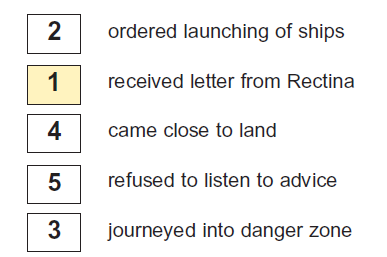 2 ordered launching of ships
1 received letter from Rectina
4 came close to land
5 refused to listen to advice
3 journeyed into danger zone